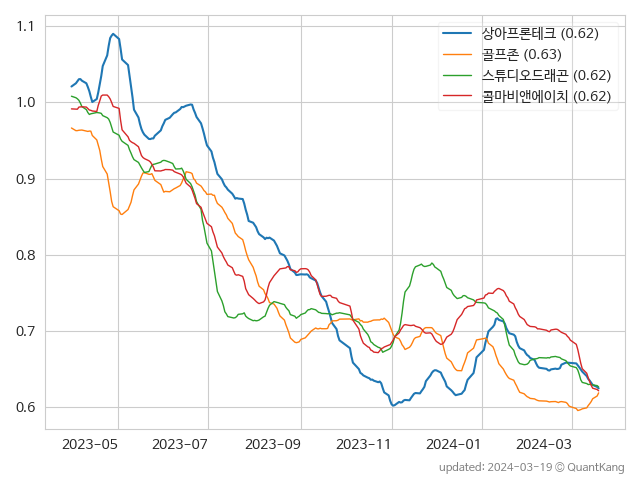 1.1
1.0
0.9
0.8
0.7
0.6
상아프론테크 (0.62)
골프존 (0.63)
스튜디오드래곤 (0.62)
콜마비앤에이치 (0.62)
2023-05 2023-07 2023-09 2023-11 2024-01 2024-03
updated: 2024-03-19 © QuantKang